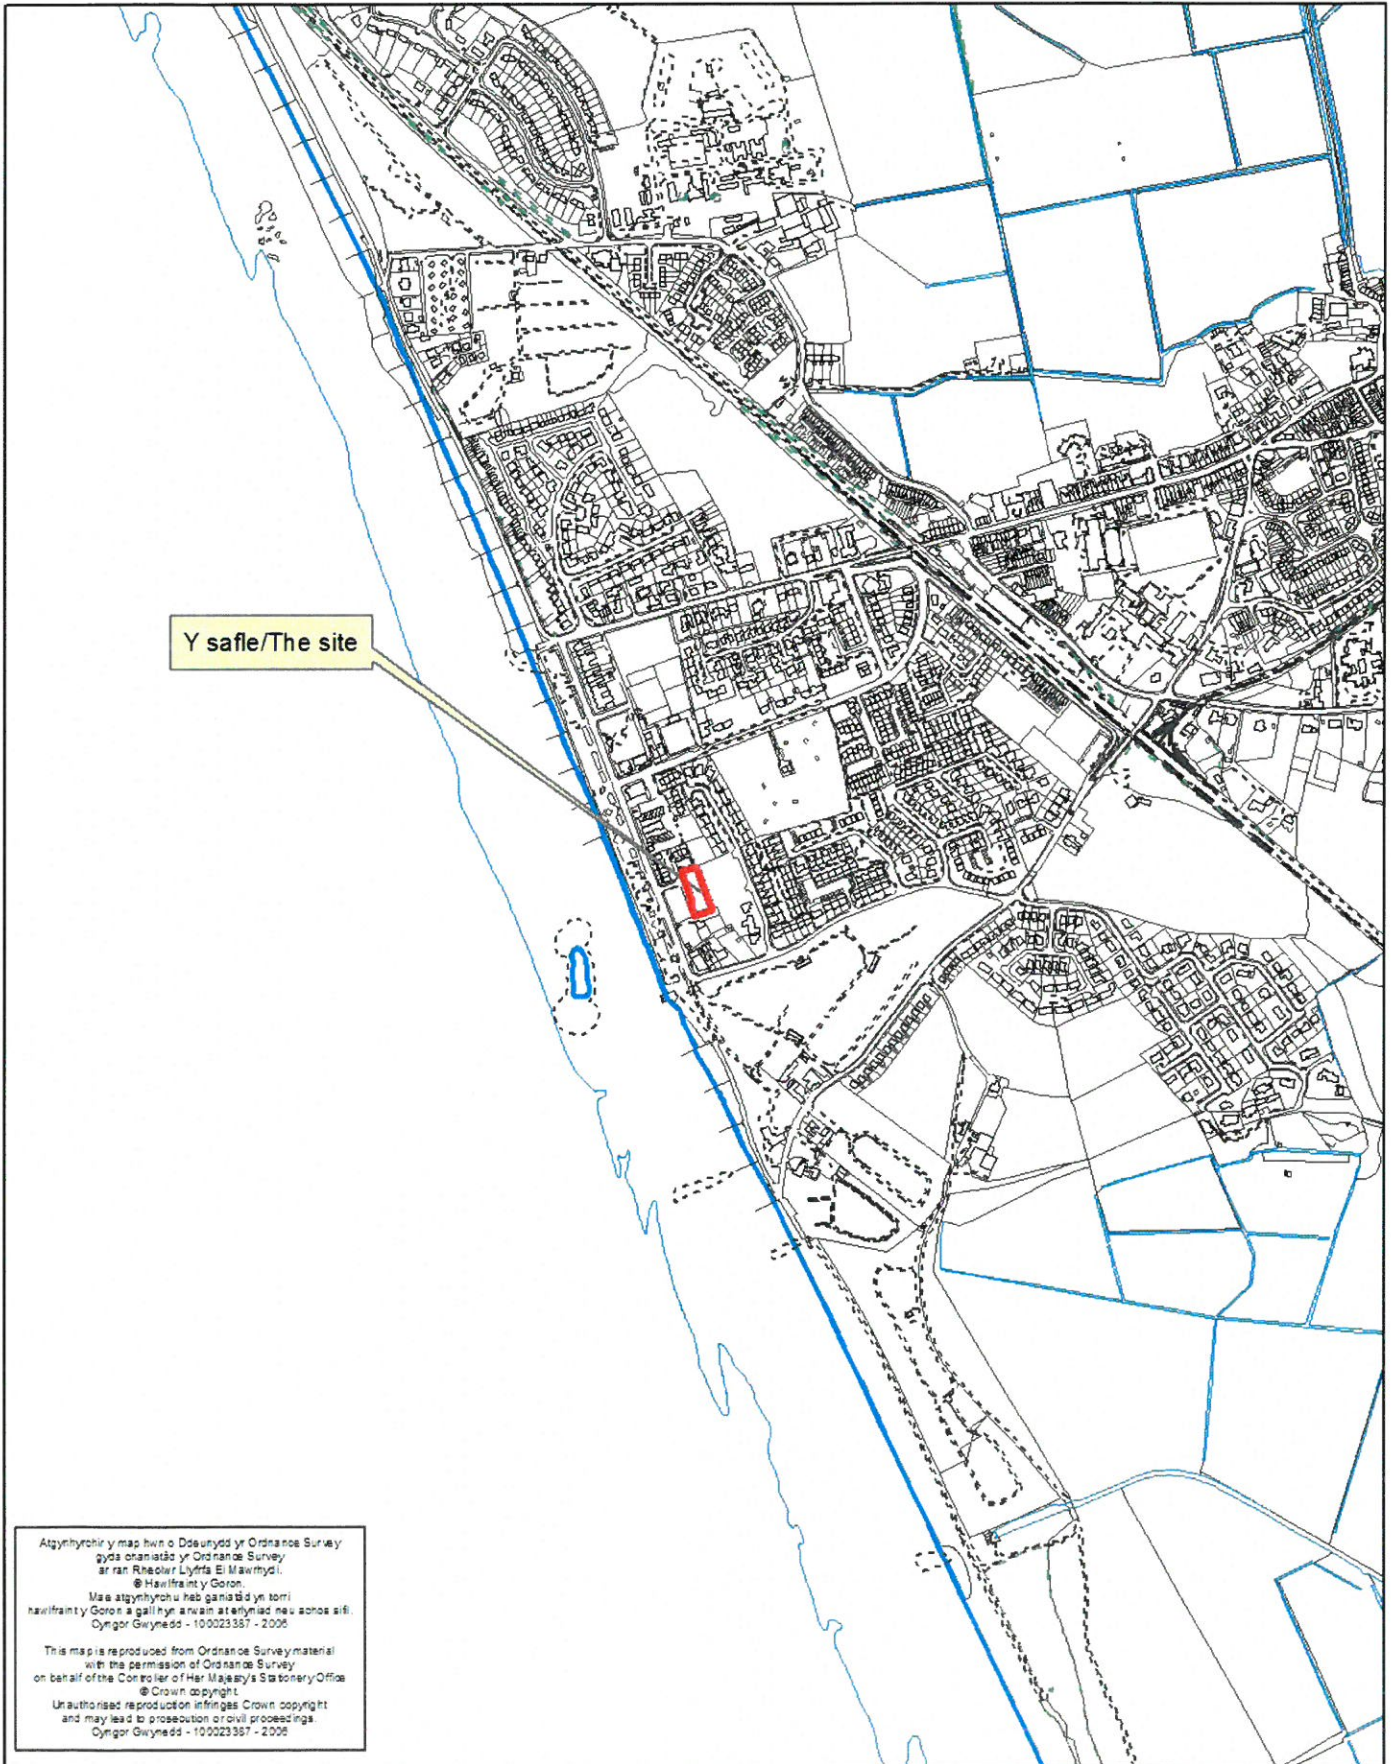 Y safle/The site
Atgynhyrchir y map hwn o Ddeunydd yr Ordnance Survey
gyda chaniatâd yr Ordnance Survey
ar ran Rheolwr Llyfrfa Ei Mawrhydi.
© Hawlfraint y Goron.
Mae atgynhyrchu heb ganiatâd yn torri
hawlfraint y Goron a gall hyn arwain at erlyniad neu achos sifil.
Cyngor Gwynedd - 100023387 - 2006
This map is reproduced from Ordnance Survey material
with the permission of Ordnance Survey
on behalf of the Controller of Her Majesty's Stationery Office
© Crown copyright.
Unauthorised reproduction infringes Crown copyright
and may lead to prosecution or civil proceedings.
Cyngor Gwynedd - 100023387 - 2006